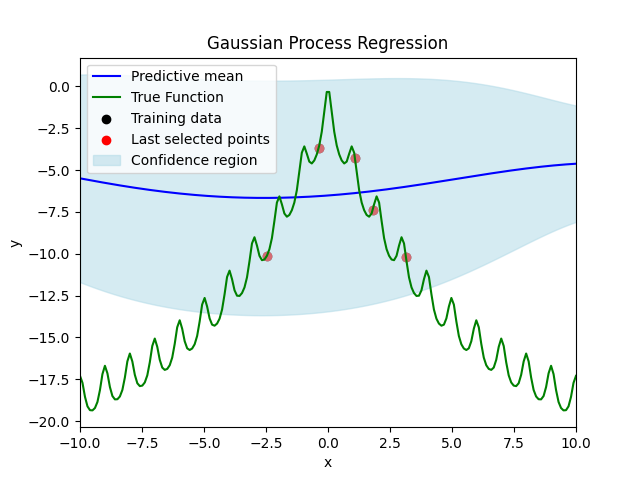 Gaussian Process Regression
Predictive mean
True Function
Training data
Last selected points
Confidence region
0.0
−2.5
−5.0
−7.5
−10.0
−12.5
−15.0
−17.5
−20.0
y
−10.0 −7.5 −5.0 −2.5 0.0 2.5 5.0 7.5 10.0
x